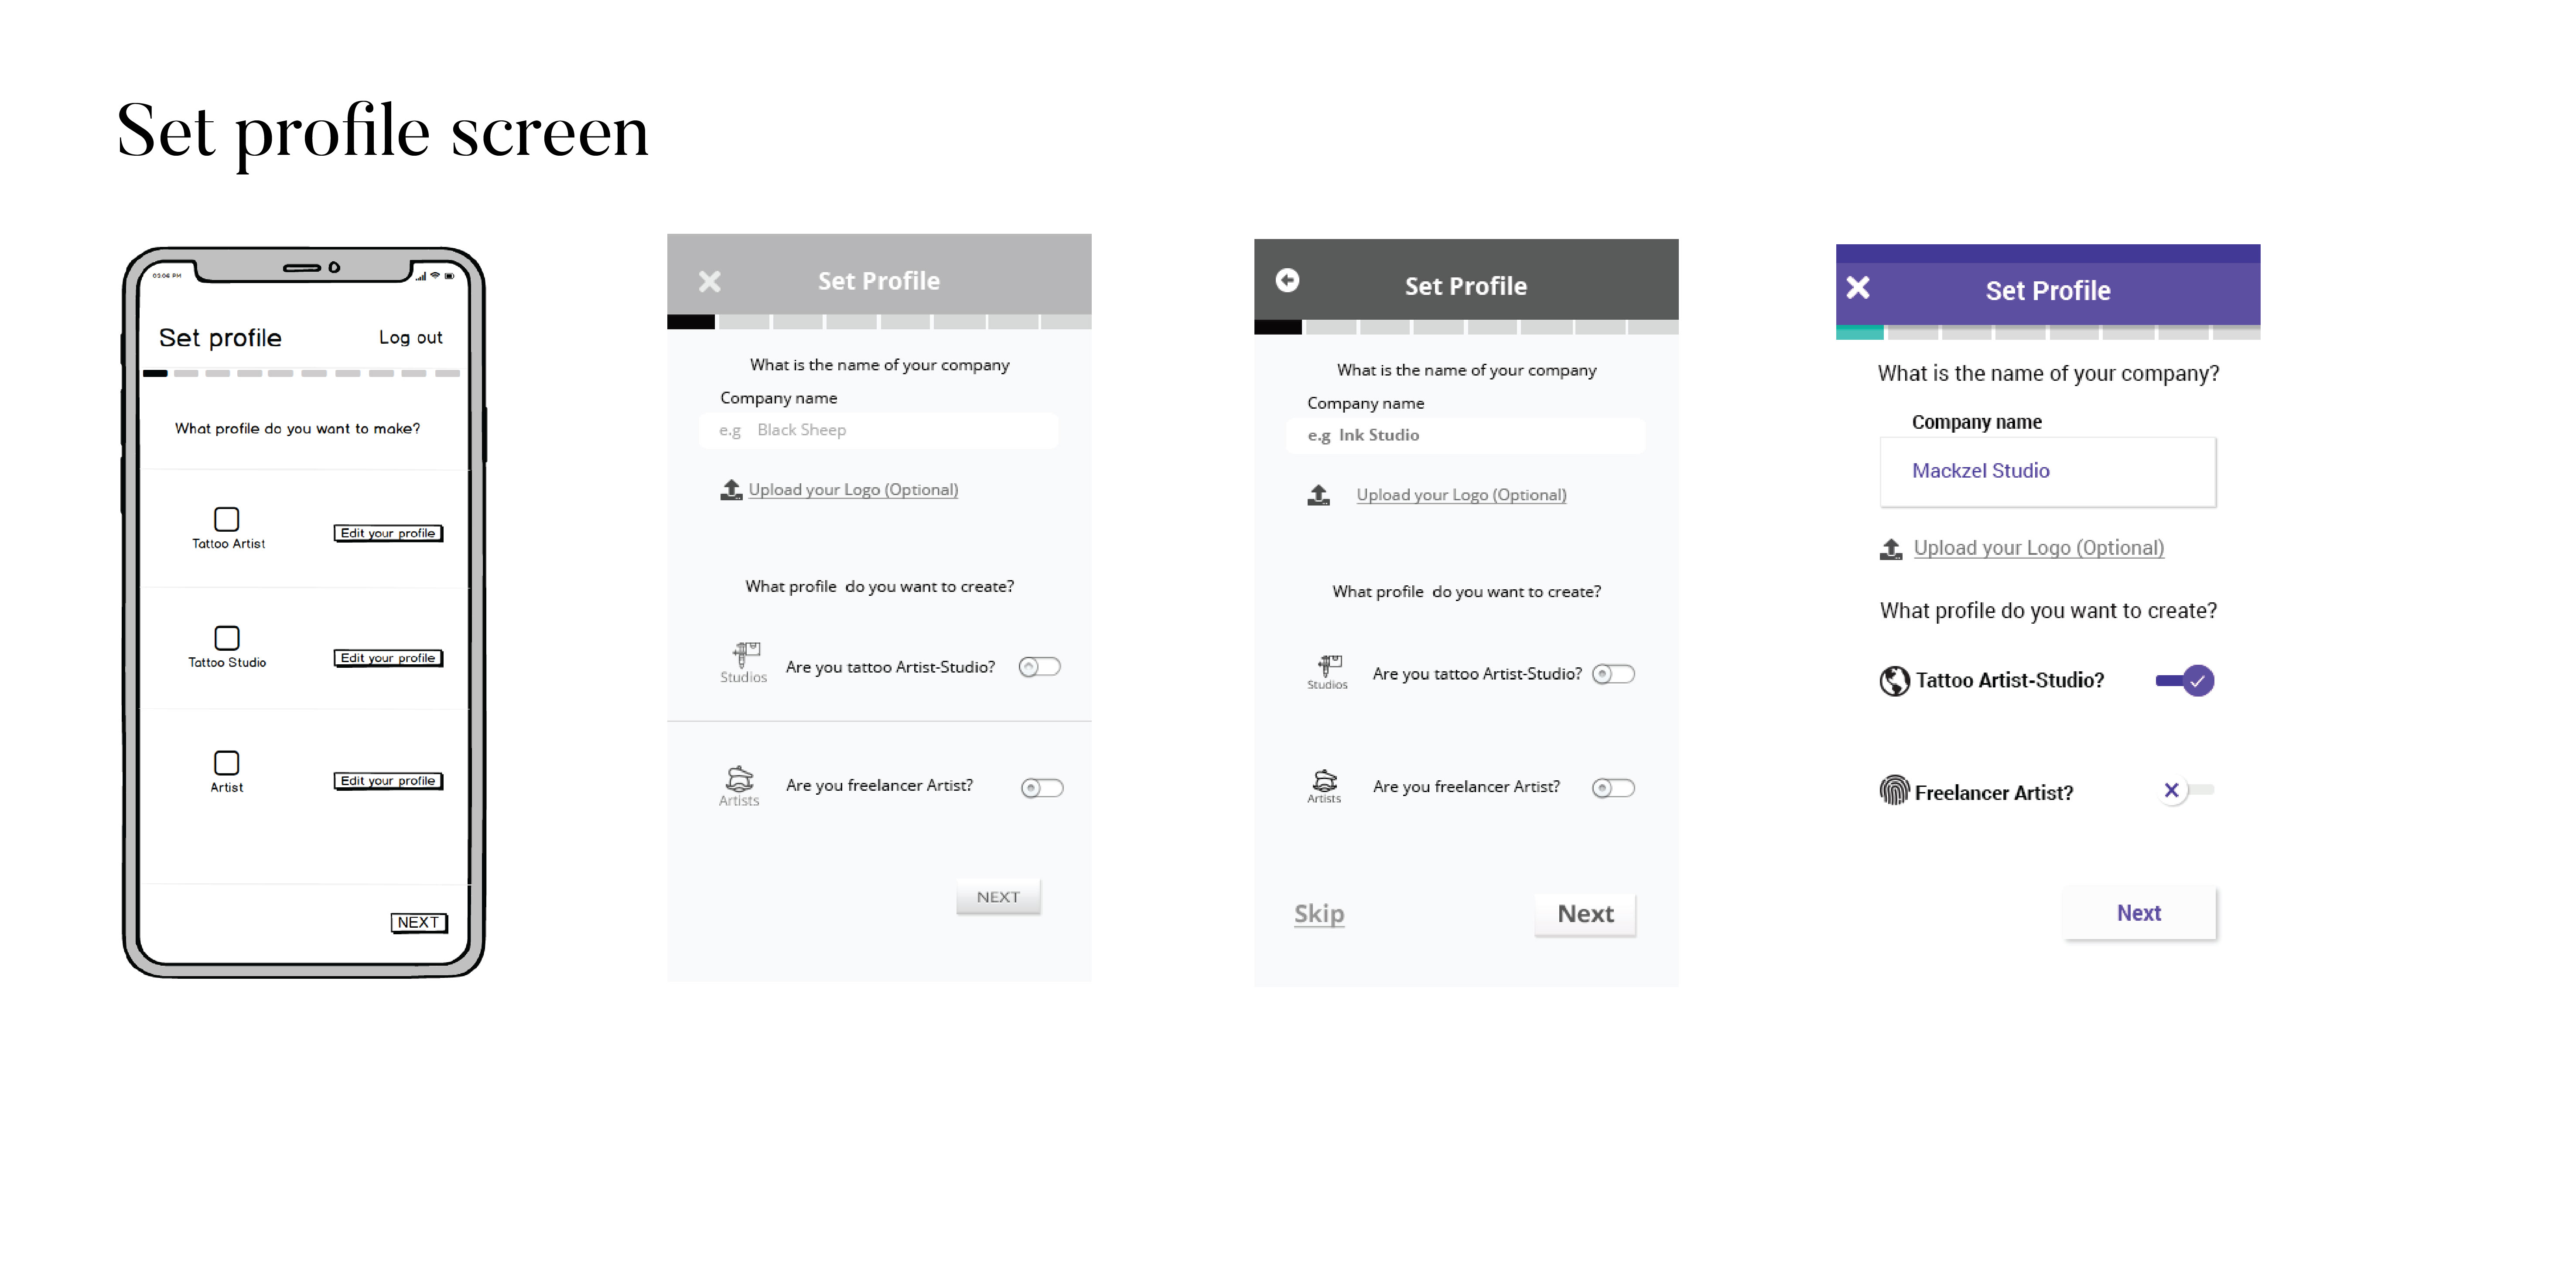 Set profile screen
03:06 PM
Set profile
Log out
What profile do you want to make?
Tattoo Artist
Edit your profile
Tattoo Studio
Edit your profile
Artist
Edit your profile
NEXT
Set Profile
What is the name of your company
Company name
e.g Black Sheep
Upload your Logo (Optional)
What profile do you want to create?
Studios
Are you tattoo Artist-Studio?
Artists
Are you freelancer Artist?
NEXT
Set Profile
What is the name of your company
Company name
e.g Ink Studio
Upload your Logo (Optional)
What profile do you want to create?
Studios
Are you tattoo Artist-Studio?
Artists
Are you freelancer Artist?
Skip
Next
Set Profile
What is the name of your company?
Company name
Mackzel Studio
Upload your Logo (Optional)
What profile do you want to create?
Tattoo Artist-Studio?
Freelancer Artist?
Next